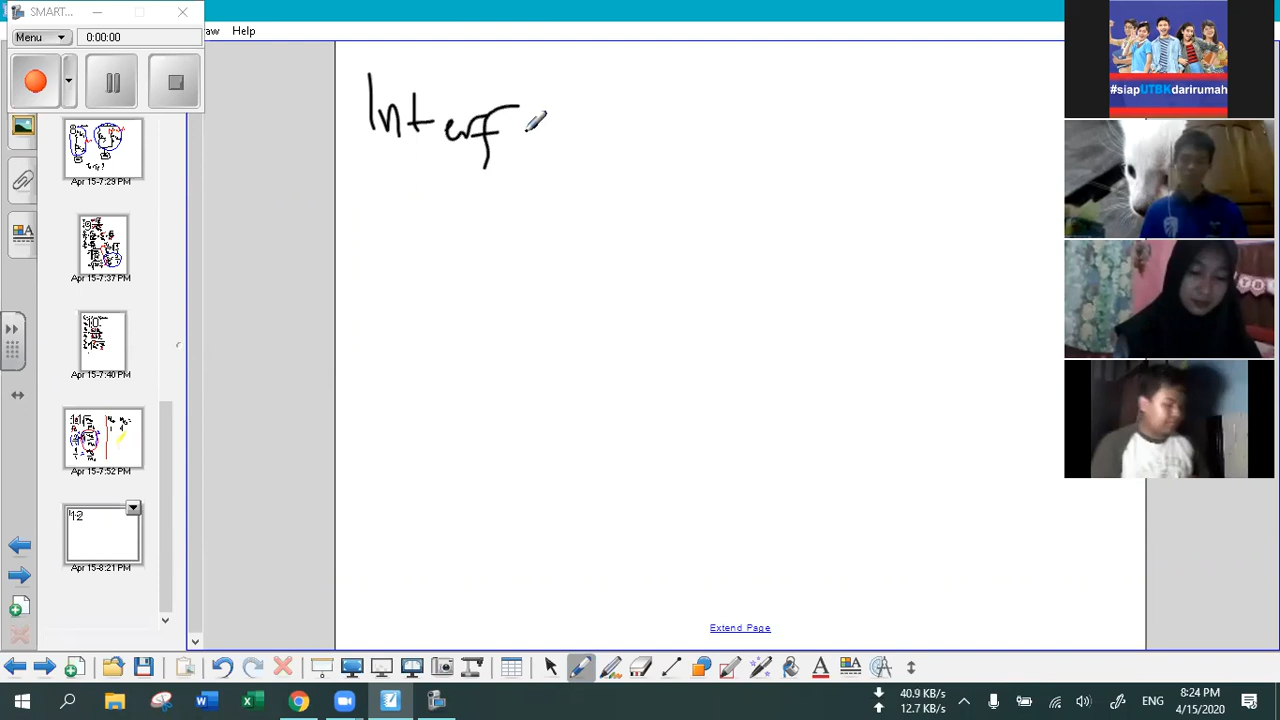 SMART...
Menu
0:00:00
aw
Help
#siapUTBKdarirumah
Interf
Apr 15-7:29 PM
Apr 15-7:37 PM
Apr 15-7:40 PM
Apr 15-7:52 PM
Apr 15-8:21 PM
Extend Page
40.9 KB/s
12.7 KB/s
ENG
8:24 PM
4/15/2020